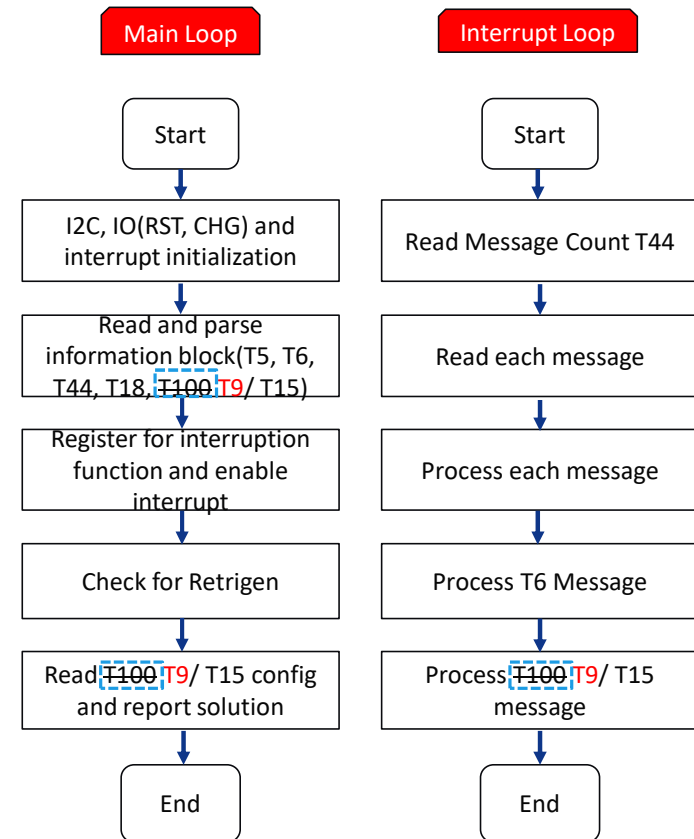 Main Loop
Start
I2C, IO(RST, CHG) and
interrupt initialization
Read and parse
information block(T5, T6,
T44, T18, T100 T9/ T15)
Register for interruption
function and enable
interrupt
Check for Retrigen
Read T100 T9/ T15 config
and report solution
End
Interrupt Loop
Start
Read Message Count T44
Read each message
Process each message
Process T6 Message
Process T100 T9/ T15
message
End